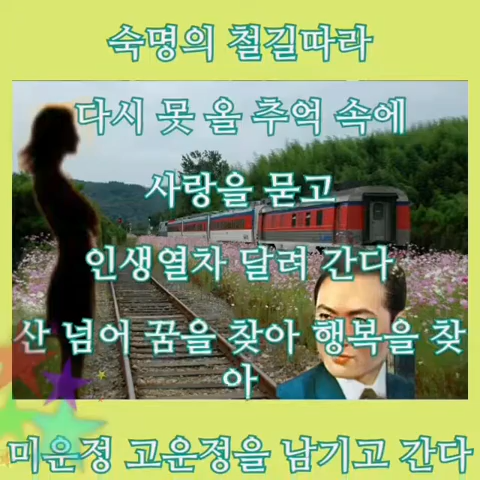 숙명의 철길따라
다시 못 올 추억 속에
사랑을 묻고
인생열차 달려 간다
산 넘어 꿈을 찾아 행복을 찾
아
미운정 고운정을 남기고 간다